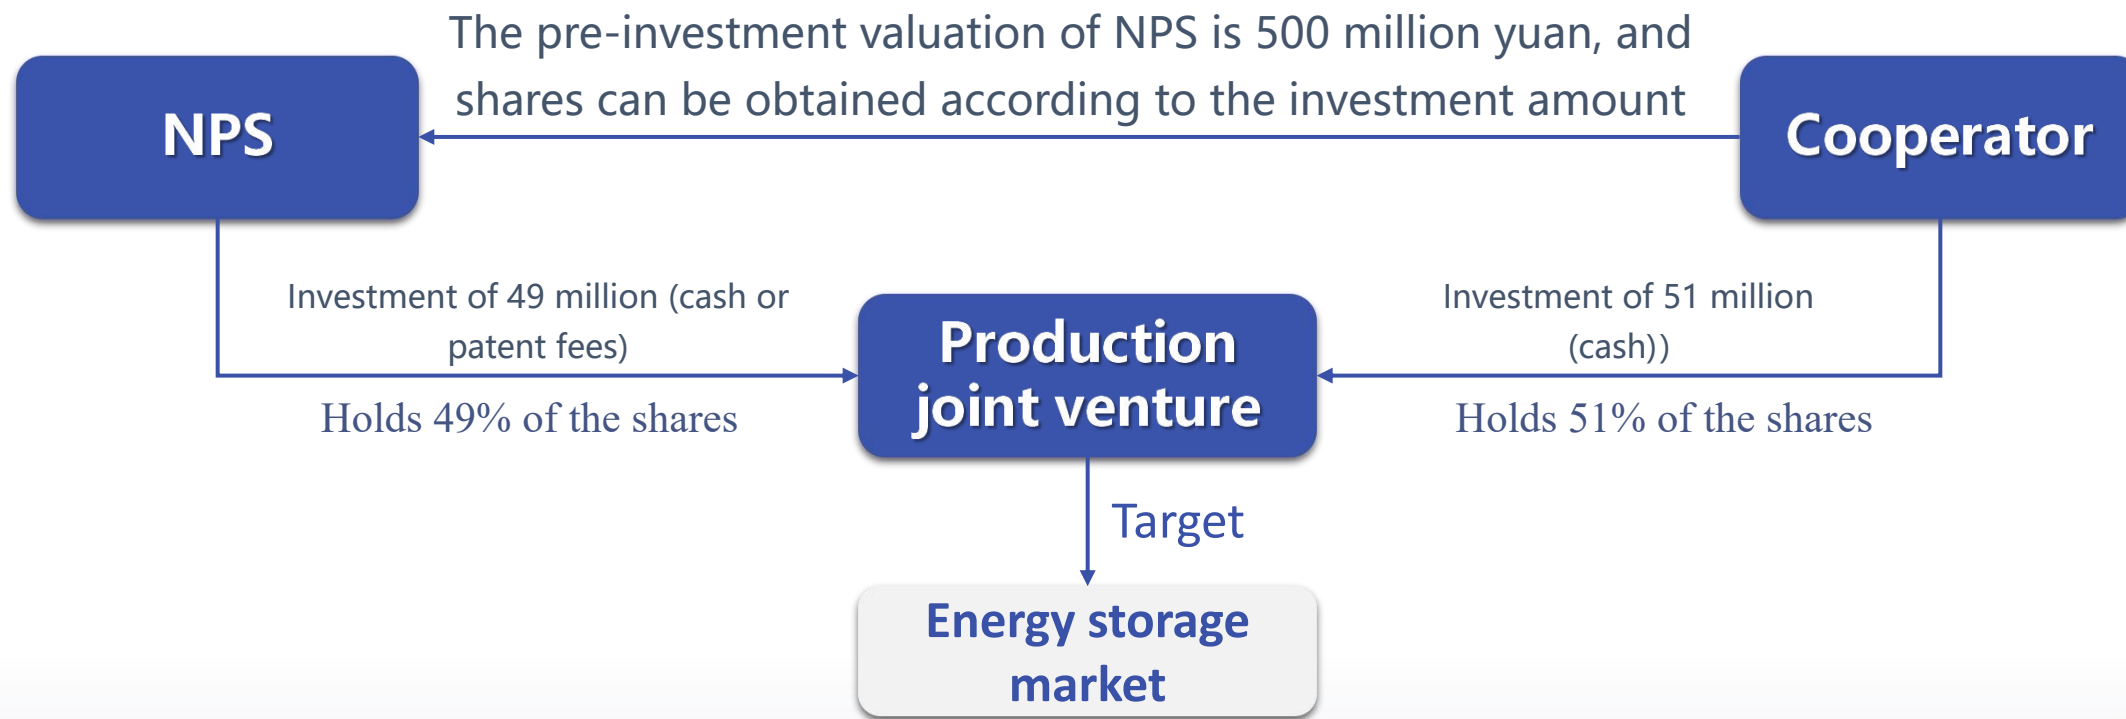 The pre-investment valuation of NPS is 500 million yuan, and
shares can be obtained according to the investment amount
NPS
Cooperator
Investment of 49 million (cash or
patent fees)
Holds 49% of the shares
Production
joint venture
Investment of 51 million
(cash))
Holds 51% of the shares
Target
Energy storage
market